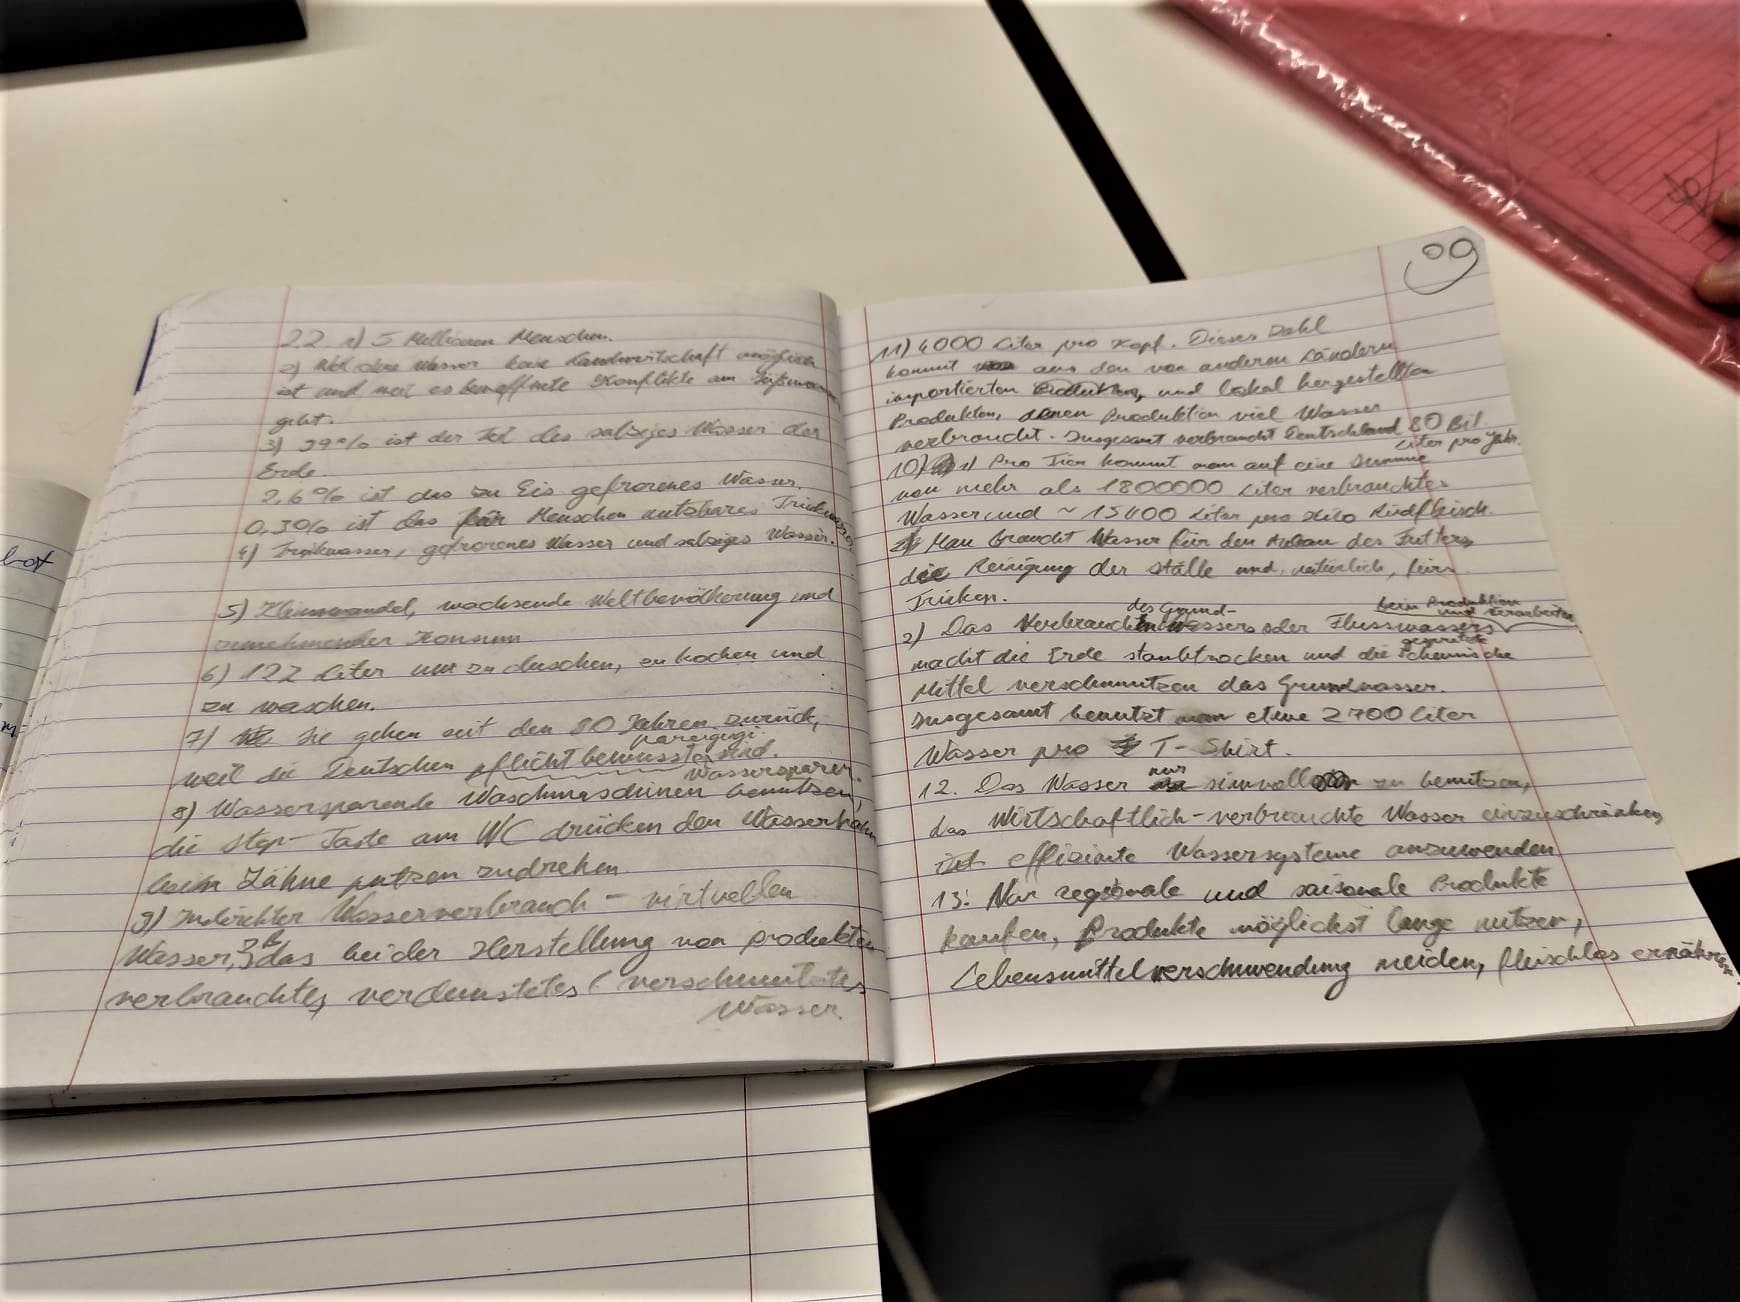 22. 1) 5 Millionen Menschen.
2) Weil ohne Wasser keine Landwirtschaft möglich
ist und weil es bewaffnete Konflikte um
gibt.
3) 99% ist der Teil des salziges Wasser der
Erde.
2,6% ist das zu Eis gefrorenes Wasser.
0,3% ist das für Menschen nutzbares Trinkwasser
4) Trinkwasser, gefrorenes Wasser und salziges Wasser.
5) Klimawandel, wachsende Weltbevölkerung und
zunehmender Konsum
6) 122 Liter um zu duschen, zu kochen und
zu waschen.
7) Sie gehen seit den 80 Jahren zurück,
weil die Deutschen pflichtbewusste sind.
Wassersparer.
8) Wassersparende Waschmaschinen benutzen,
die Stop-Taste am WC drücken den Wasserhahn
beim Zähne putzen zudrehen
9) Indirekter Wasserverbrauch - virtuellen
Wasser, das bei der Herstellung von produkten
verbrauchtes, verdunstetes (verschmutztes
Wasser.
11) 4000 Liter pro Kopf. Dieses Zahl
kommt aus den von anderen Ländern
importierten Produkten, und lokal hergestellten
Produkten, denen Produktion viel Wasser
verbraucht. Insgesamt verbraucht Deutschland 80 Bil
Liter pro Jahr.
10) 1) Pro Tier kommt man auf eine Summe
von mehr als 1800000 Liter verbrauchtes
Wasser und ~ 15400 Liter pro Kilo Rindfleisch.
Man braucht Wasser für den Anbau des Futters,
die Reinigung der Ställe und, natürlich, fürs
Trinken.
des Grund- beim Produktion
und Verarbeiten
2) Das Verbrauchen wassers oder Flusswassers
gespritzte
macht die Erde staubtrocken und die chemische
Mittel verschmutzen das Grundwasser.
Insgesamt benutzt man etwa 2700 Liter
Wasser pro T-Shirt.
12. Das Wasser nur sinnvoll zu benutzen,
das Wirtschaftlich-verbrauchte Wasser einzuschränken,
effiziente Wassersysteme anzuwenden
13. Nur regionale und saisonale Produkte
kaufen, Produkte möglichst lange nutzen,
Lebensmittelverschwendung meiden, fleischlos ernähren